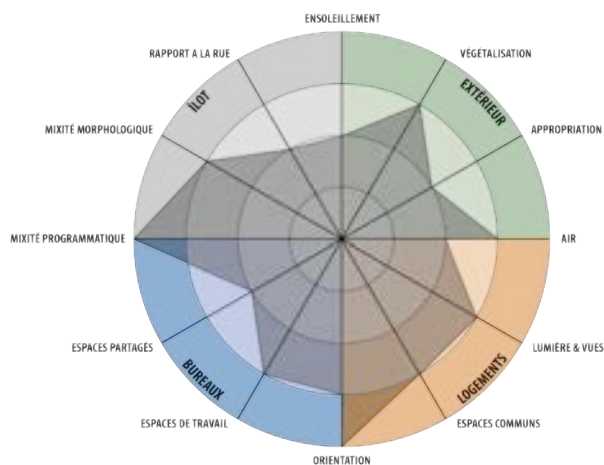 ENSOLEILLEMENT
RAPPORT A LA RUE
VÉGÉTALISATION
ÎLOT
EXTÉRIEUR
MIXITÉ MORPHOLOGIQUE
APPROPRIATION
MIXITÉ PROGRAMMATIQUE
AIR
ESPACES PARTAGÉS
LUMIÈRE & VUES
BUREAUX
LOGEMENTS
ESPACES DE TRAVAIL
ESPACES COMMUNS
ORIENTATION